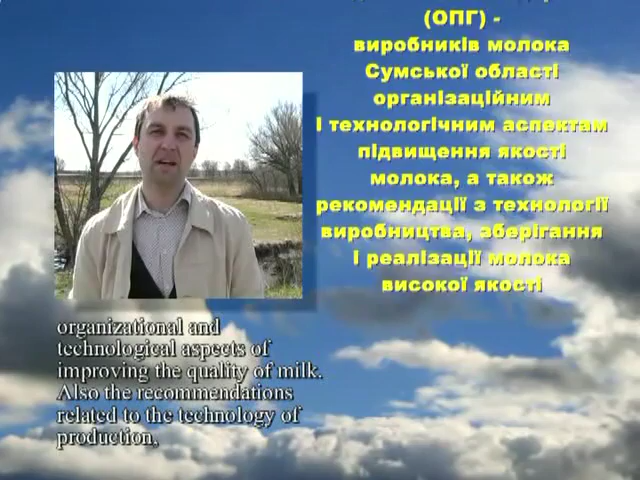 (ОПГ) -
виробників молока
Сумської області
організаційним
і технологічним аспектам
підвищення якості
молока, а також
рекомендації з технології
виробництва, зберігання
і реалізації молока
високої якості
organizational and
technological aspects of
improving the quality of milk.
Also the recommendations
related to the technology of
production,